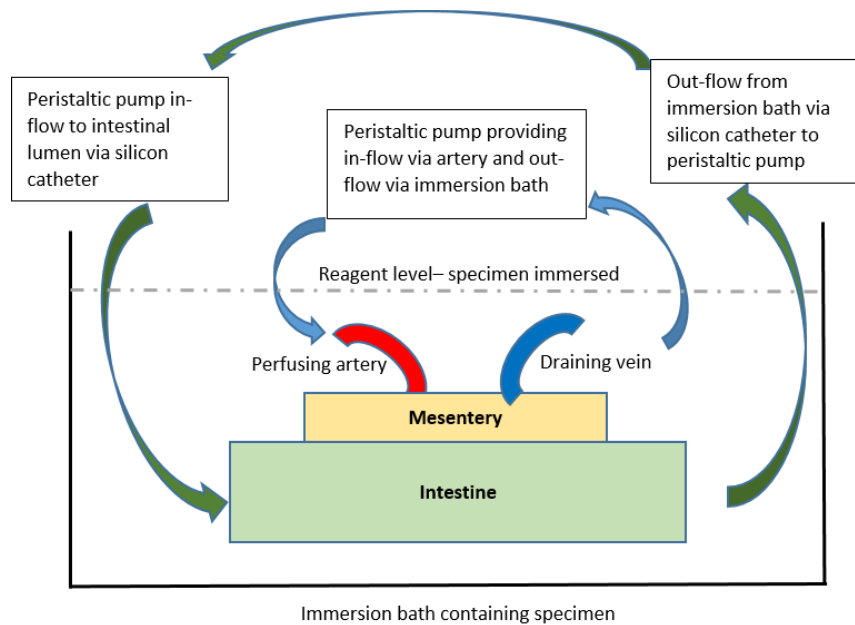 Peristaltic pump in-
flow to intestinal
lumen via silicon
catheter
Peristaltic pump providing
in-flow via artery and out-
flow via immersion bath
Out-flow from
immersion bath via
silicon catheter to
peristaltic pump
Reagent level– specimen immersed
Perfusing artery
Draining vein
Mesentery
Intestine
Immersion bath containing specimen